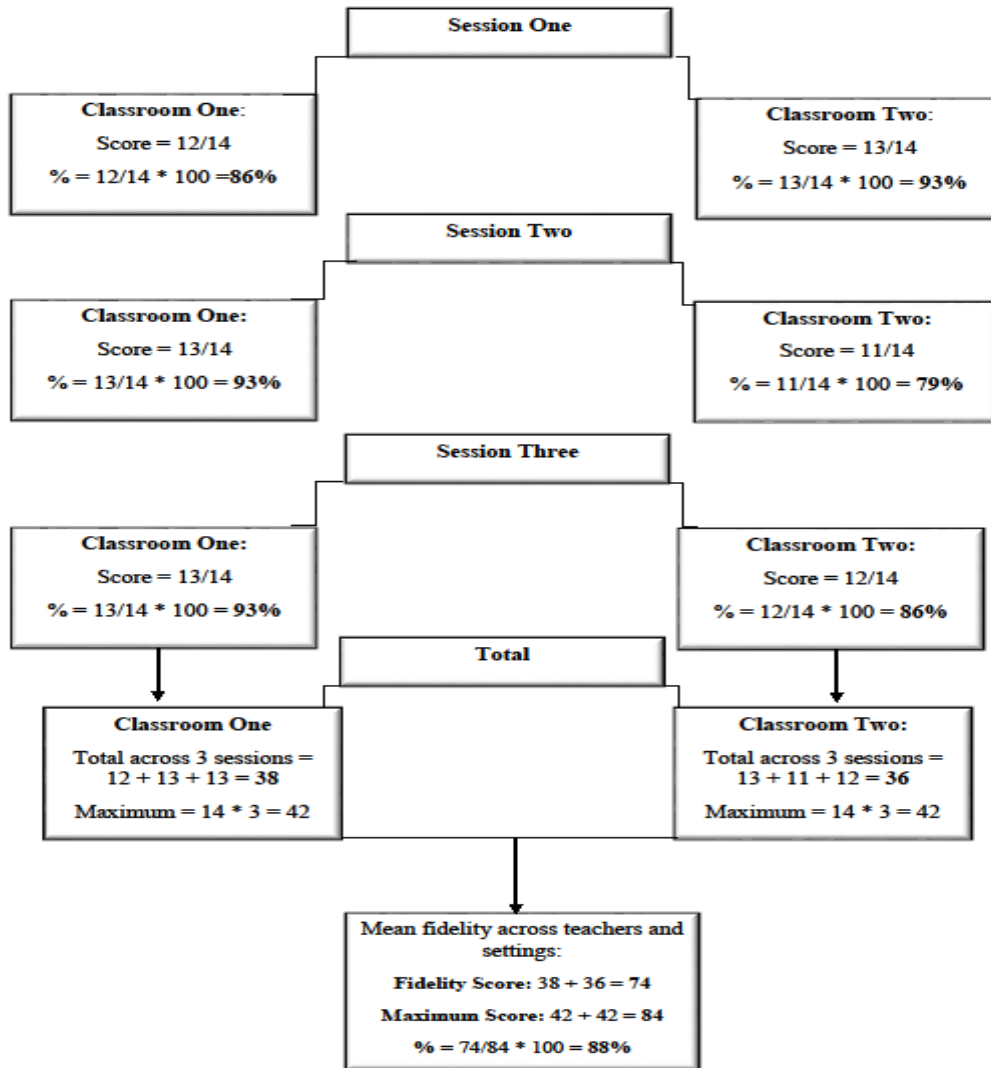 Session One
Classroom One:
Score = 12/14
% = 12/14 * 100 =86%
Classroom Two:
Score = 13/14
% = 13/14 * 100 = 93%
Session Two
Classroom One:
Score = 13/14
% = 13/14 * 100 = 93%
Classroom Two:
Score = 11/14
% = 11/14 * 100 = 79%
Session Three
Classroom One:
Score = 13/14
% = 13/14 * 100 = 93%
Classroom Two:
Score = 12/14
% = 12/14 * 100 = 86%
Total
Classroom One
Total across 3 sessions =
12 + 13 + 13 = 38
Maximum = 14 * 3 = 42
Classroom Two:
Total across 3 sessions =
13 + 11 + 12 = 36
Maximum = 14 * 3 = 42
Mean fidelity across teachers and
settings:
Fidelity Score: 38 + 36 = 74
Maximum Score: 42 + 42 = 84
% = 74/84 * 100 = 88%